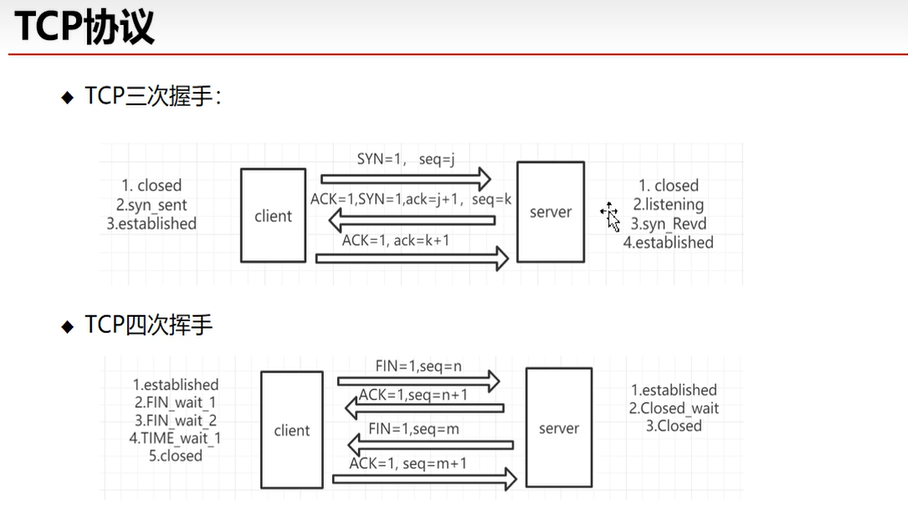 TCP协议
◆ TCP三次握手：
SYN=1， seq=j
1. closed
2.syn_sent
3.established
client
ACK=1,SYN=1,ack=j+1，seq=k
ACK=1, ack=k+1
server
1. closed
2.listening
3.syn_Revd
4.established
◆ TCP四次挥手
1.established
2.FIN_wait_1
3.FIN_wait_2
4.TIME_wait_1
5.closed
client
FIN=1,seq=n
ACK=1,seq=n+1
FIN=1,seq=m
ACK=1, seq=m+1
server
1.established
2.Closed_wait
3.Closed